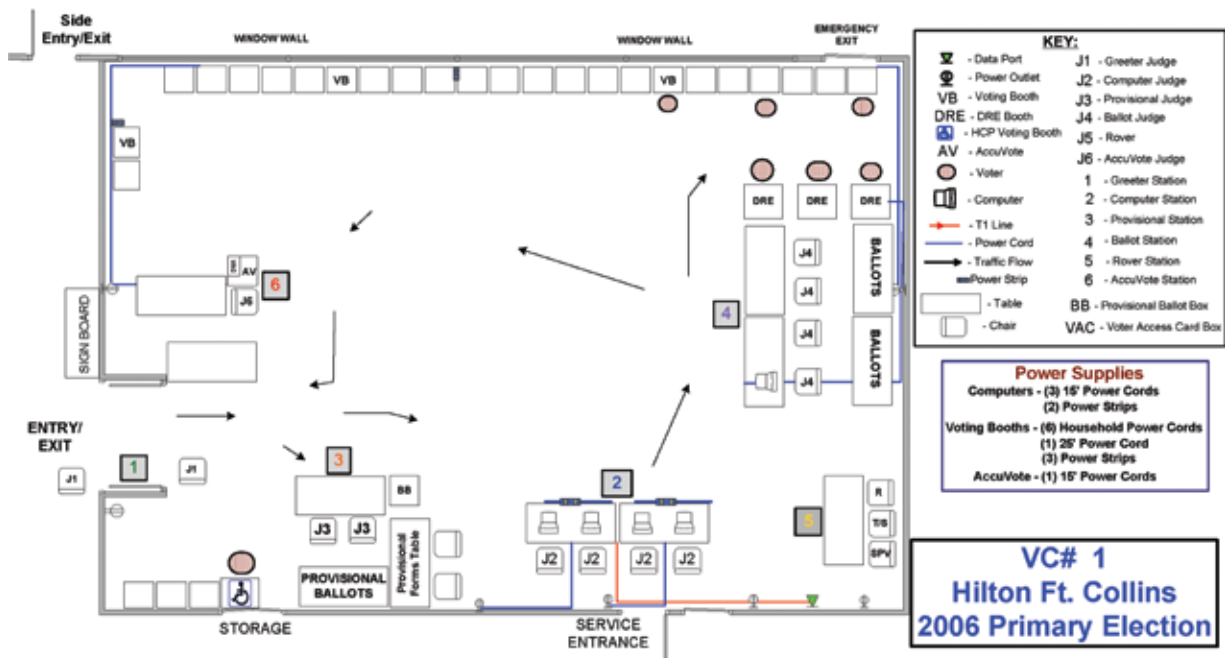 Side
Entry/Exit
WINDOW WALL
WINDOW WALL
EMERGENCY
EXIT
VB
VB
VB
DRE
DRE
DRE
AV
J6
6
SIGN BOARD
J4
J4
J4
J4
4
BALLOTS
BALLOTS
ENTRY/
EXIT
J1
1
J1
3
BB
J3
J3
PROVISIONAL
BALLOTS
Provisional
Forms Table
STORAGE
2
J2
J2
J2
J2
SERVICE
ENTRANCE
5
R
T/S
SPV
KEY:
- Data Port
- Power Outlet
VB - Voting Booth
DRE - DRE Booth
- HCP Voting Booth
AV - AccuVote
- Voter
- Computer
- T1 Line
- Power Cord
- Traffic Flow
- Power Strip
- Table
- Chair
J1 - Greeter Judge
J2 - Computer Judge
J3 - Provisional Judge
J4 - Ballot Judge
J5 - Rover
J6 - AccuVote Judge
1 - Greeter Station
2 - Computer Station
3 - Provisional Station
4 - Ballot Station
5 - Rover Station
6 - AccuVote Station
BB - Provisional Ballot Box
VAC - Voter Access Card Box
Power Supplies
Computers - (3) 15' Power Cords
(2) Power Strips
Voting Booths - (6) Household Power Cords
(1) 25' Power Cord
(3) Power Strips
AccuVote - (1) 15' Power Cords
VC# 1
Hilton Ft. Collins
2006 Primary Election